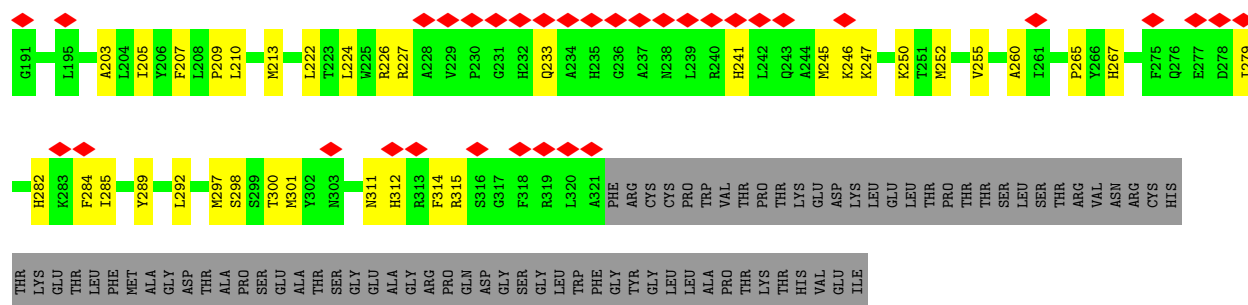 G191 L195 A203 L204 I205 Y206 F207 L208 P209 L210 M213 L222 T223 L224 W225 R226 R227 A228 V229 P230 G231 H232 Q233 A234 H235 G236 A237 N238 L239 R240 H241 L242 Q243 A244 M245 K246 K247 K250 T251 M252 V255 A260 I261 P265 Y266 H267 F275 Q276 E277 D278 I279
H282 K283 F284 I285 Y289 L292 M297 S298 S299 T300 M301 Y302 N303 N311 H312 R313 F314 R315 S316 G317 F318 R319 L320 A321 PHE ARG CYS CYS PRO TRP VAL THR PRO THR THR LYS GLU ASP LYS LEU GLU LEU THR PRO THR THR SER LEU SER THR ARG VAL ASN ARG CYS HIS
THR LYS GLU THR LEU PHE MET ALA GLY ASP THR ALA PRO SER GLU ALA THR SER GLY GLU ALA GLY ARG PRO GLN ASP GLY SER GLY LEU TRP PHE GLY TYR GLY LEU LEU ALA PRO THR LYS THR HIS VAL GLU ILE